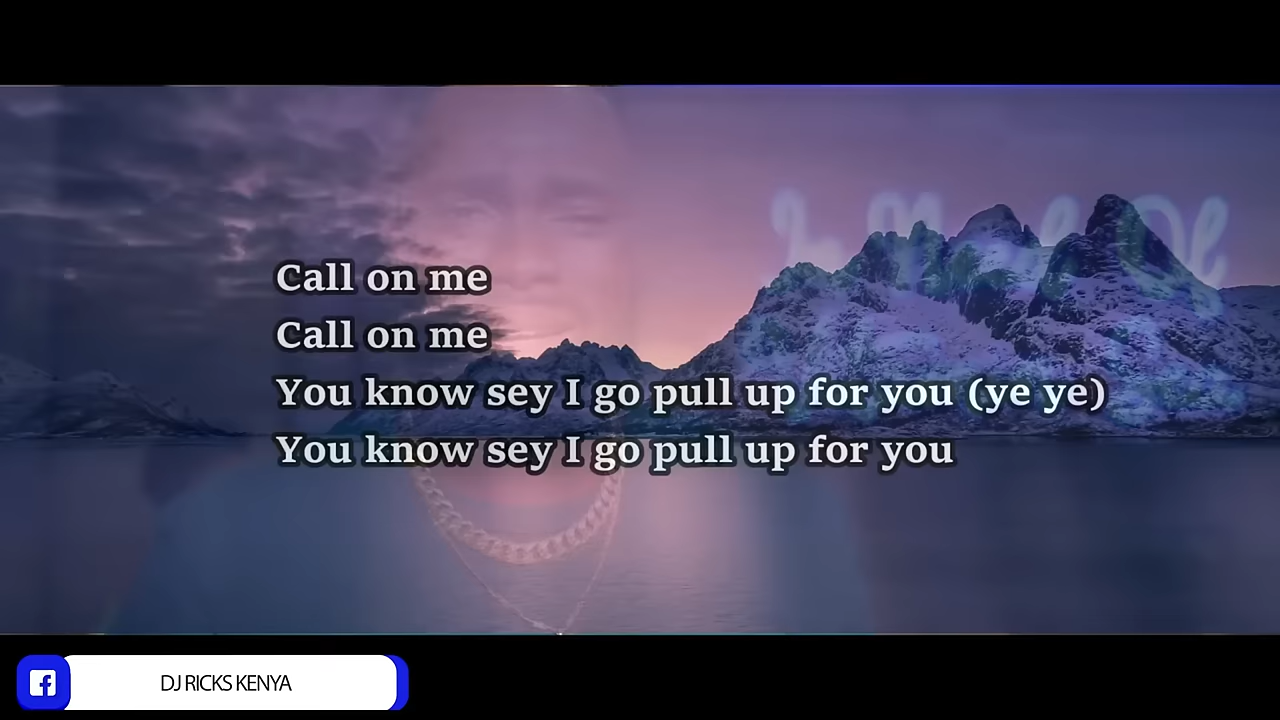 Call on me
Call on me
You know sey I go pull up for you (ye ye)
You know sey I go pull up for you
DJ RICKS KENYA